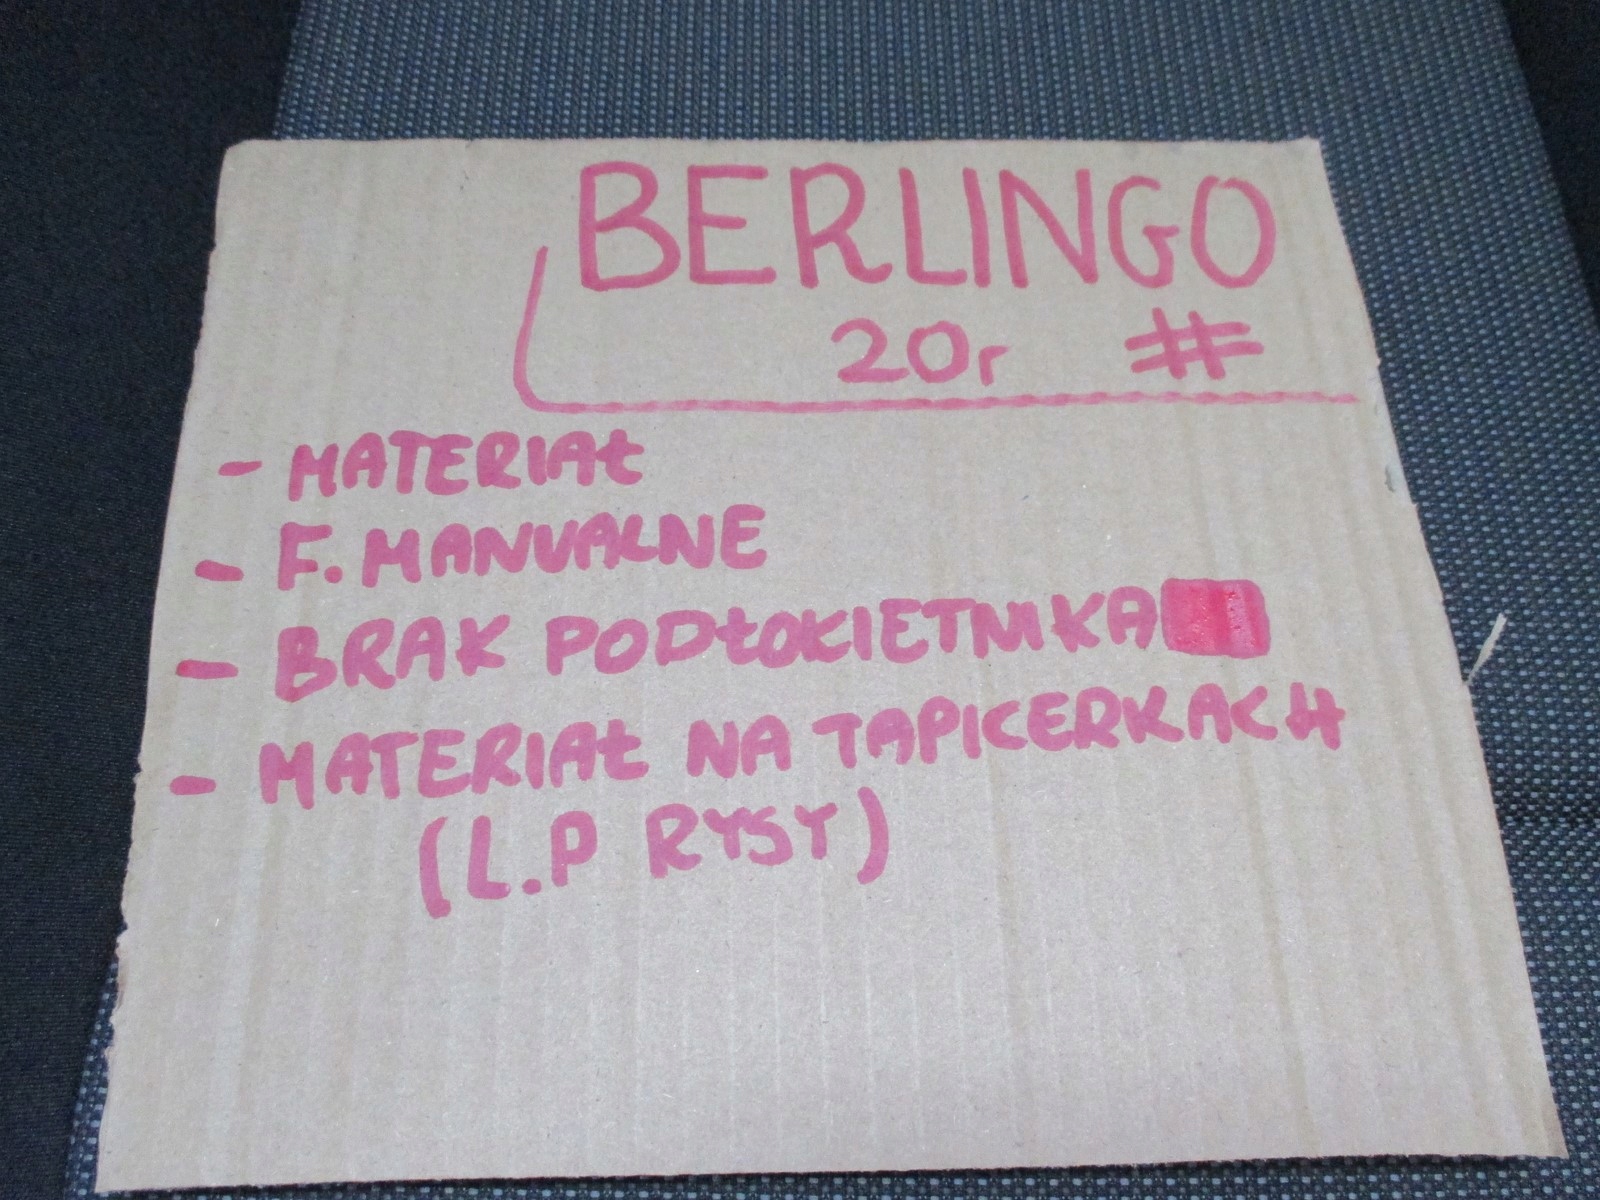 BERLINGO
20r #
- MATERIAŁ
- F. MANUALNE
- BRAK PODŁOKIETNIKA
- MATERIAŁ NA TAPICERKACH
(L.P RYSY)